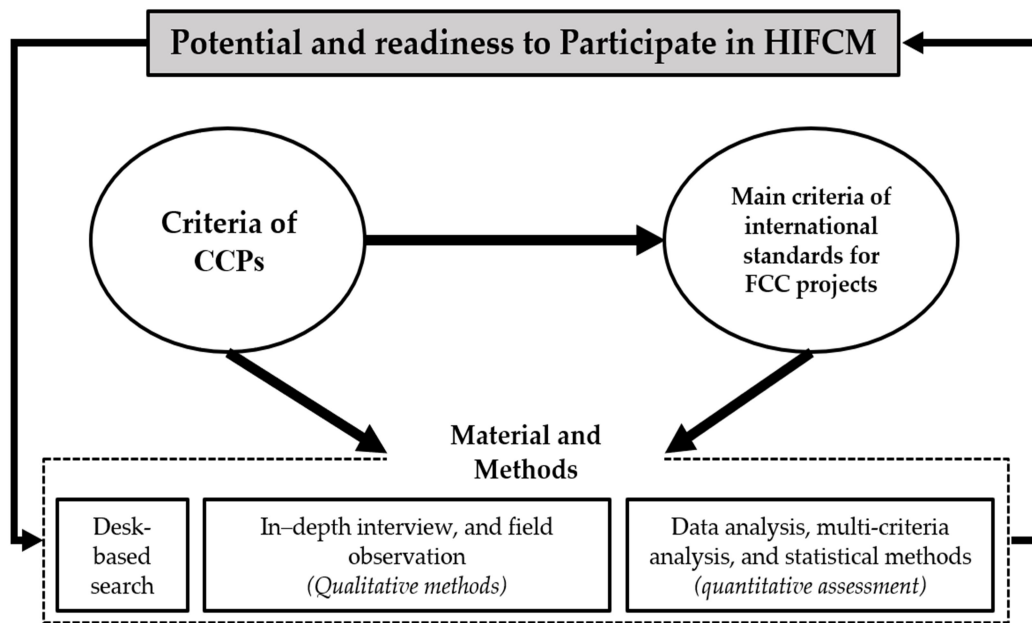 Potential and readiness to Participate in HIFCM
Criteria of
CCPs
Main criteria of
international
standards for
FCC projects
Material and
Methods
Desk-
based
search
In–depth interview, and field
observation
(Qualitative methods)
Data analysis, multi-criteria
analysis, and statistical methods
(quantitative assessment)